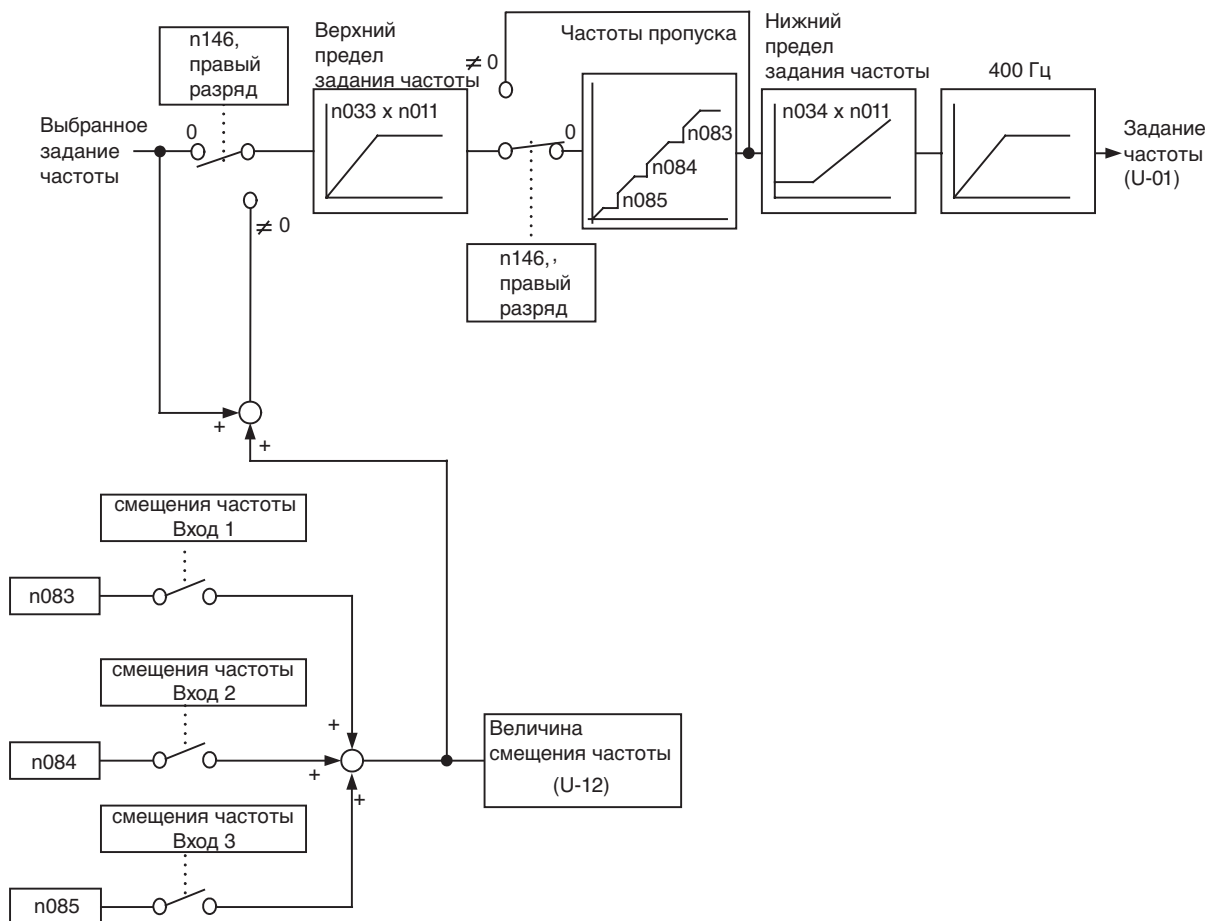 n146,
правый
разряд
Верхний
предел
задания частоты
Частоты пропуска
Нижний
предел
задания частоты
400 Гц
≠ 0
Выбранное
задание
частоты
0
n033 x n011
0
n083
n084
n085
n034 x n011
Задание
частоты
(U-01)
≠ 0
n146, ,
правый
разряд
+
+
смещения частоты
Вход 1
n083
смещения частоты
Вход 2
n084
+
+
+
Величина
смещения частоты
(U-12)
смещения частоты
Вход 3
n085